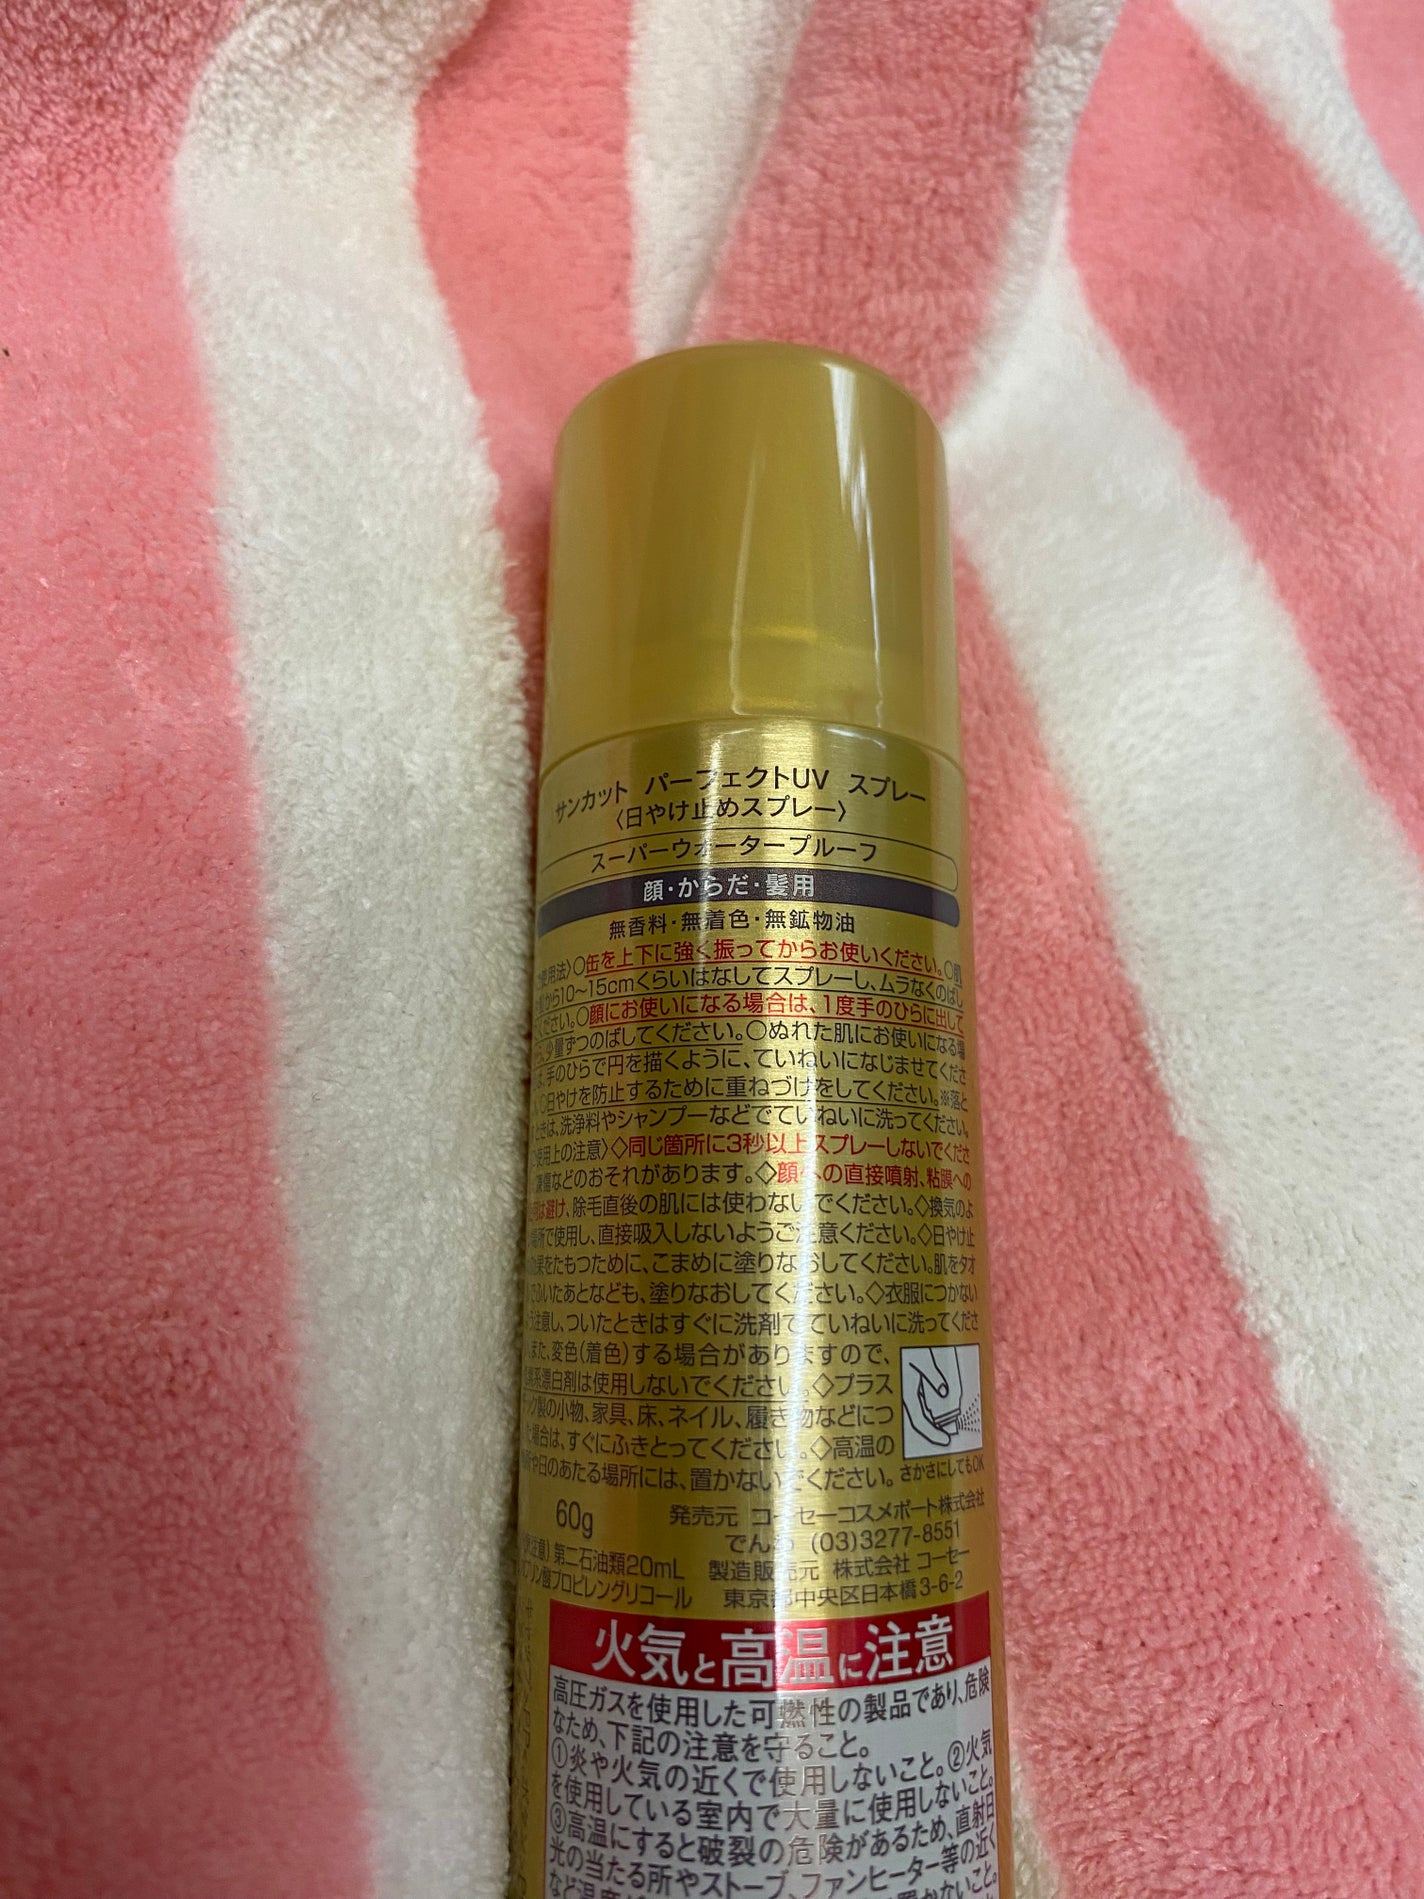 サンカット パーフェクトUV スプレー
〈日やけ止めスプレー〉
スーパーウォータープルーフ
顔・からだ・髪用
無香料・無着色・無鉱物油
使用法〉○缶を上下に強く振ってからお使いください。○肌
から10〜15cmくらいはなしてスプレーし、ムラなくのばし
ください。○顔にお使いになる場合は、1度手のひらに出して
ら、少量ずつのばしてください。○ぬれた肌にお使いになる場
は、手のひらで円を描くように、ていねいになじませてくださ
○日やけを防止するために重ねづけをしてください。※落と
ときは、洗浄料やシャンプーなどでていねいに洗ってください。
使用上の注意〉◇同じ箇所に3秒以上スプレーしないでくださ
凍傷などのおそれがあります。◇顔への直接噴射、粘膜への
は避け、除毛直後の肌には使わないでください。◇換気のよ
場所で使用し、直接吸入しないようご注意ください。◇日やけ止
果をたもつために、こまめに塗りなおしてください。肌をタオ
でふいたあとなども、塗りなおしてください。◇衣服につかない
注意し、ついたときはすぐに洗剤でていねいに洗ってくださ
また、変色(着色)する場合がありますので、
素系漂白剤は使用しないでください。◇プラス
ック製の小物、家具、床、ネイル、履き物などにつ
た場合は、すぐにふきとってください。◇高温の
所や日のあたる場所には、置かないでください。
さかさにしてもOK
60g
発売元 コーセーコスメポート株式会社
でんわ (03)3277-8551
注意) 第二石油類20mL 製造販売元 株式会社 コーセー
プリン酸プロピレングリコール 東京都中央区日本橋3-6-2
火気と高温に注意
高圧ガスを使用した可燃性の製品であり、危険
なため、下記の注意を守ること。
①炎や火気の近くで使用しないこと。②火気
を使用している室内で大量に使用しないこと。
③高温にすると破裂の危険があるため、直射日
光の当たる所やストーブ、ファンヒーター等の近く
など温度
置かないこと。